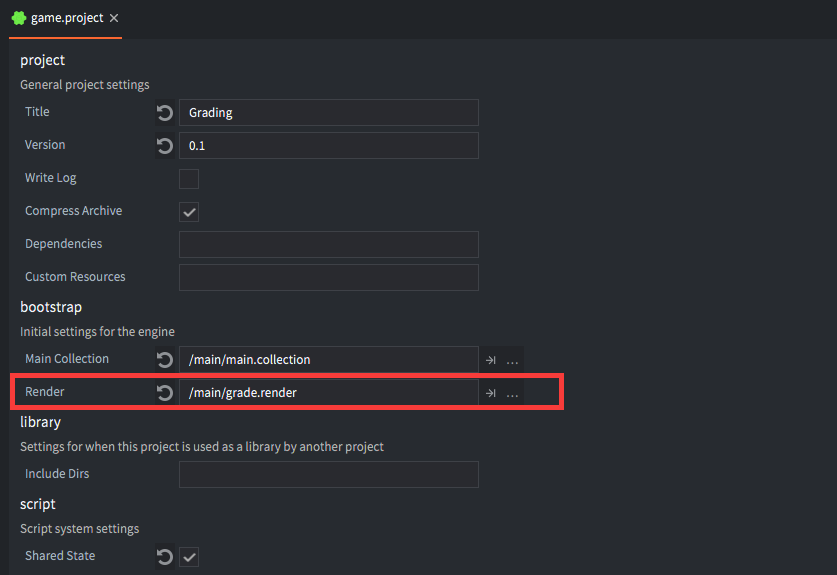 game.project
project
General project settings
Title Grading
Version 0.1
Write Log
Compress Archive
Dependencies
Custom Resources
bootstrap
Initial settings for the engine
Main Collection /main/main.collection ...
Render /main/grade.render ...
library
Settings for when this project is used as a library by another project
Include Dirs
script
Script system settings
Shared State